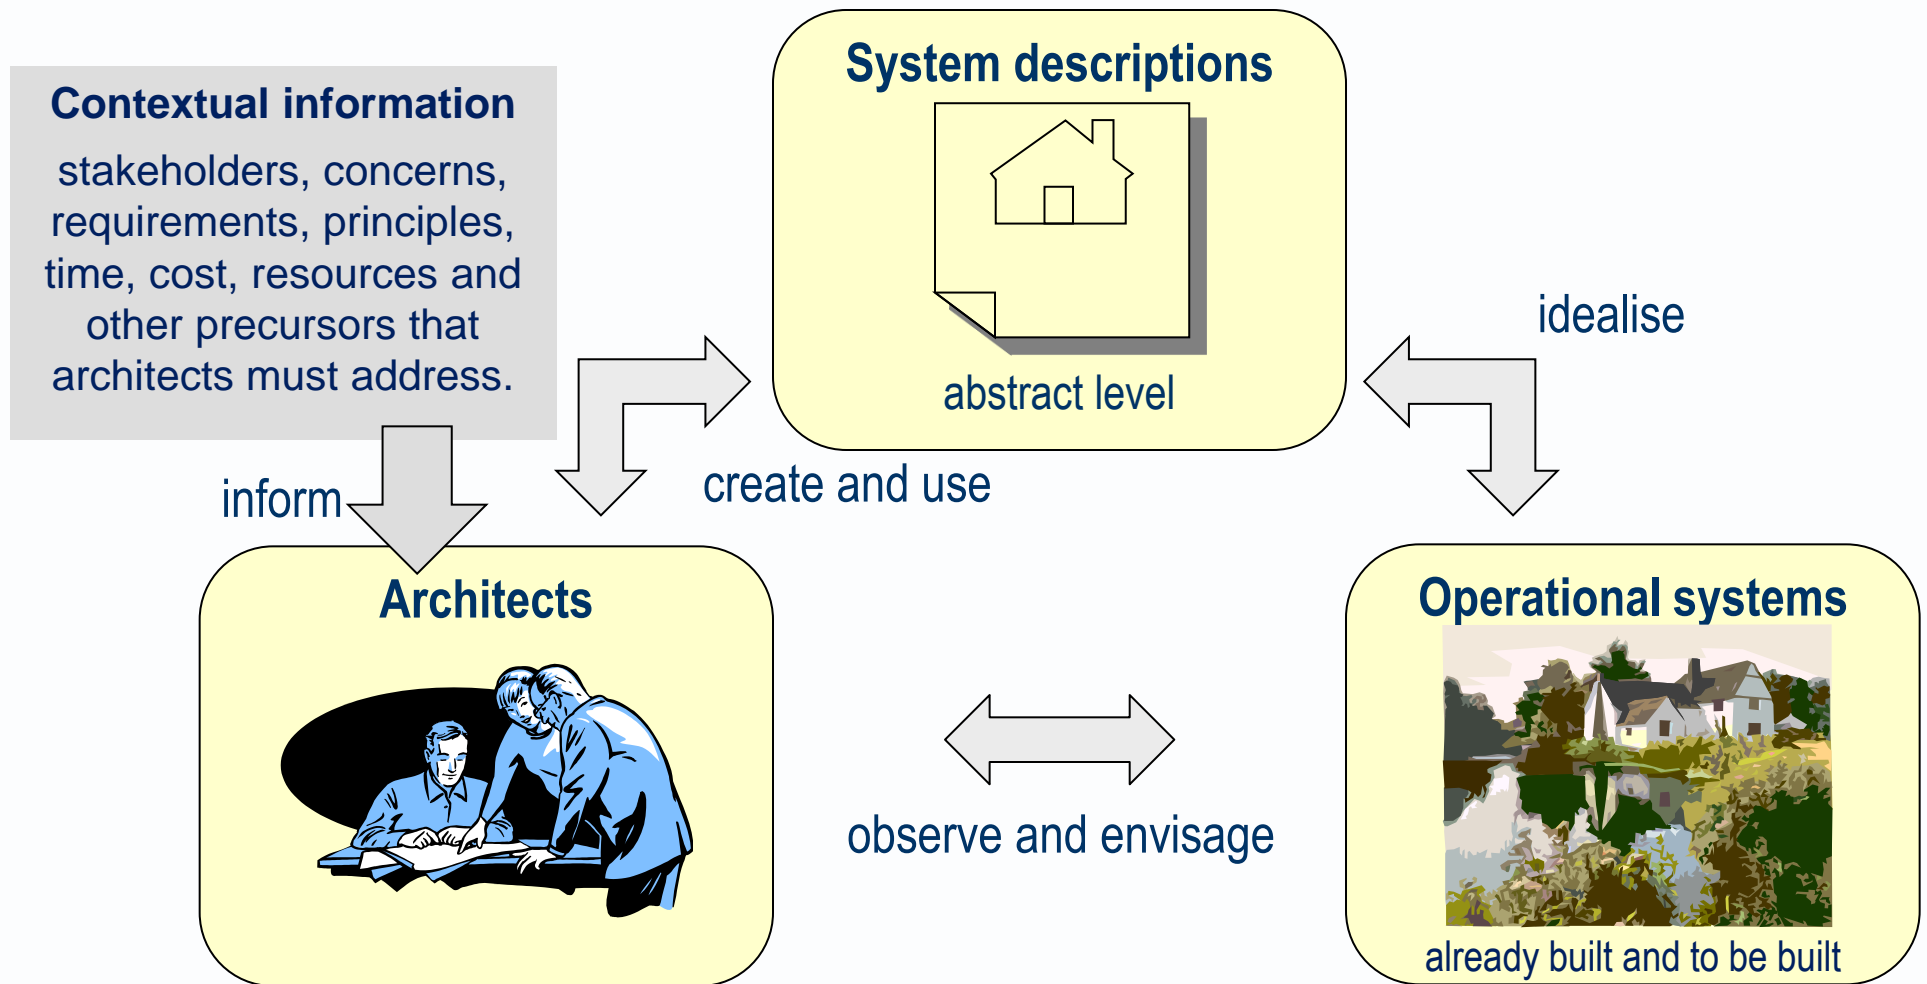 Contextual information
stakeholders, concerns,
requirements, principles,
time, cost, resources and
other precursors that
architects must address.
System descriptions
abstract level
idealise
inform
create and use
Architects
observe and envisage
Operational systems
already built and to be built